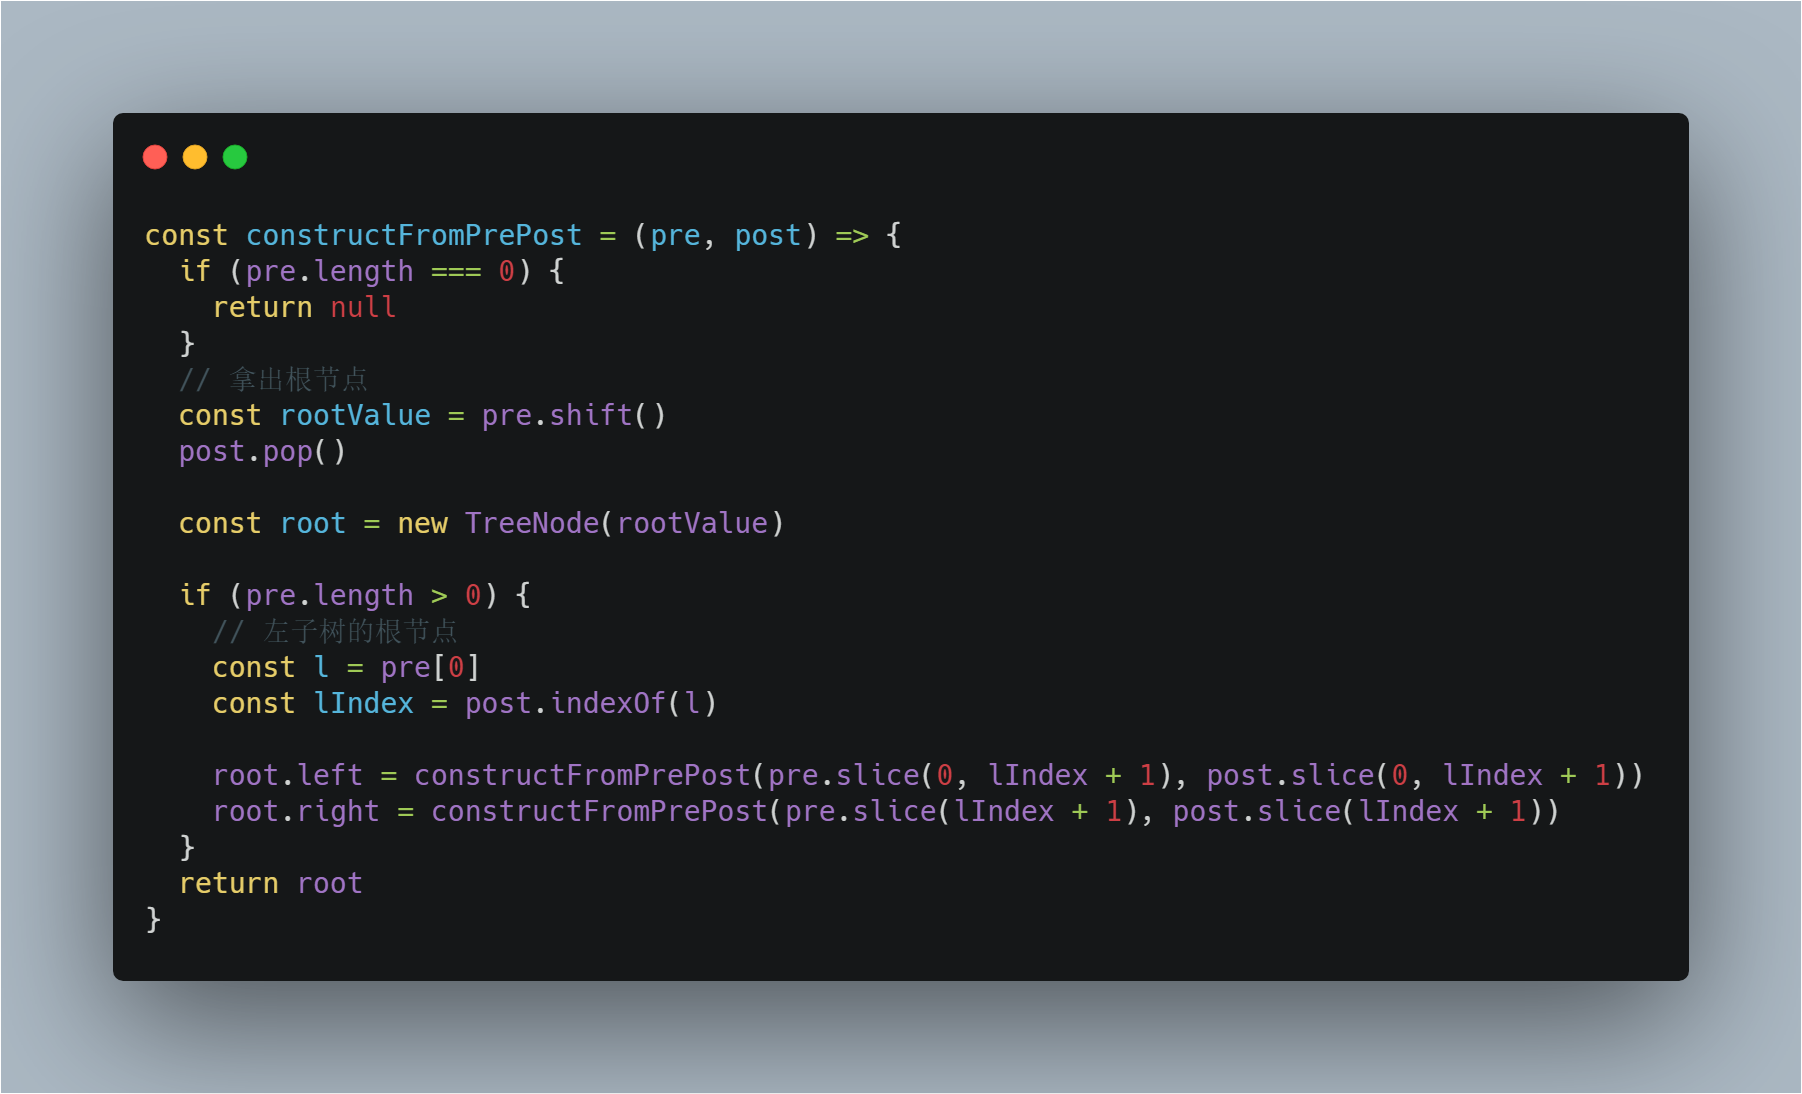 const constructFromPrePost = (pre, post) => {
  if (pre.length === 0) {
    return null
  }
  // 拿出根节点
  const rootValue = pre.shift()
  post.pop()

  const root = new TreeNode(rootValue)

  if (pre.length > 0) {
    // 左子树的根节点
    const l = pre[0]
    const lIndex = post.indexOf(l)

    root.left = constructFromPrePost(pre.slice(0, lIndex + 1), post.slice(0, lIndex + 1))
    root.right = constructFromPrePost(pre.slice(lIndex + 1), post.slice(lIndex + 1))
  }
  return root
}